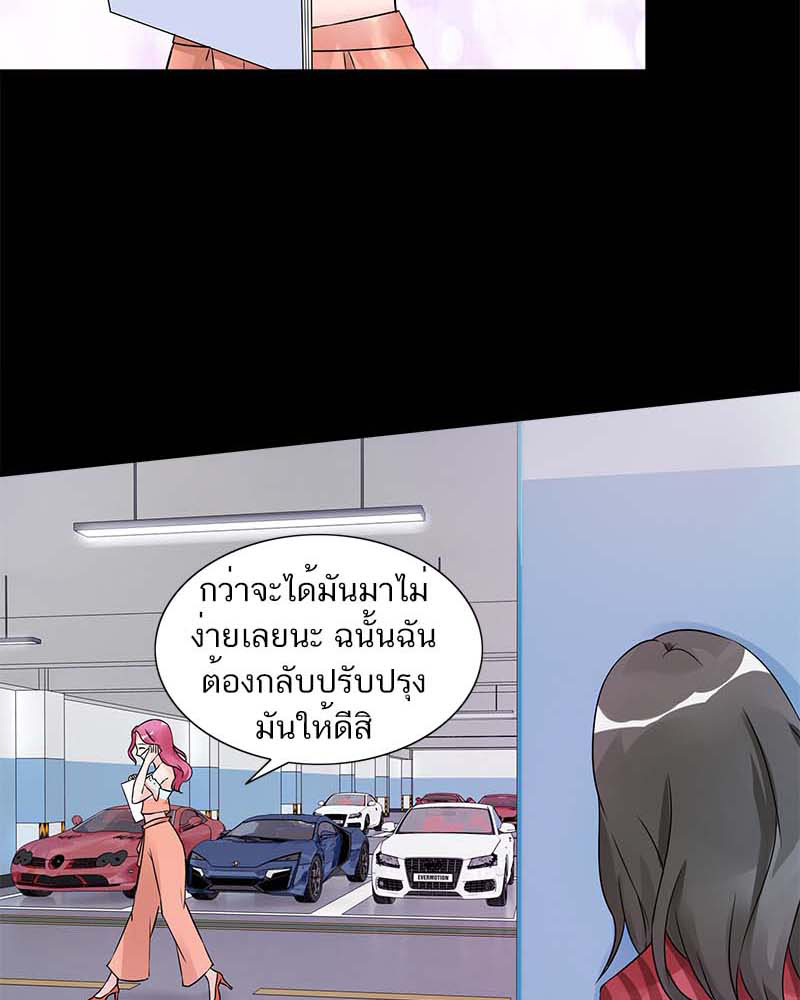 กว่าจะได้มันมาไม่
ง่ายเลยนะ ฉนั้นฉัน
ต้องกลับปรับปรุง
มันให้ดีสิ
EVERMOTION